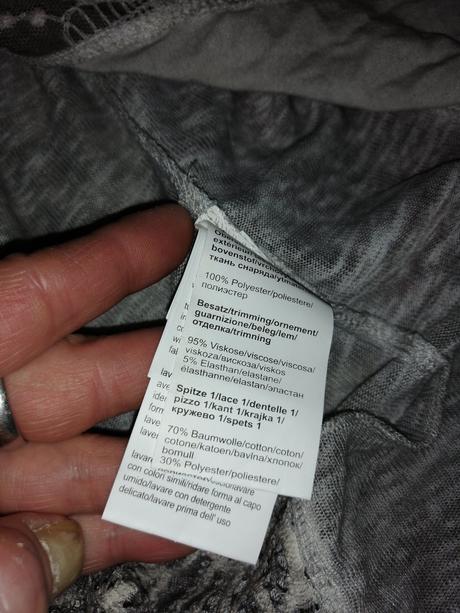 extérieur/
bovenstof/
ткань снаряда/
100% Polyester/poliestere/
полиэстер
Besatz/trimming/ornement/
guarnizione/beleg/lem/
отделка/trimming
95% Viskose/viscose/viscosa/
viskoza/вискоза/viskos
5% Elasthan/elastane/
élasthanne/elastan/эластан
Spitze 1/lace 1/dentelle 1/
pizzo 1/kant 1/krajka 1/
кружево 1/spets 1
70% Baumwolle/cotton/coton/
cotone/katoen/bavlna/хлопок/
bomull
30% Polyester/poliestere/
con colori simili/ridare forma al capo
umido/lavare con detergente
delicato/lavare prima dell' uso